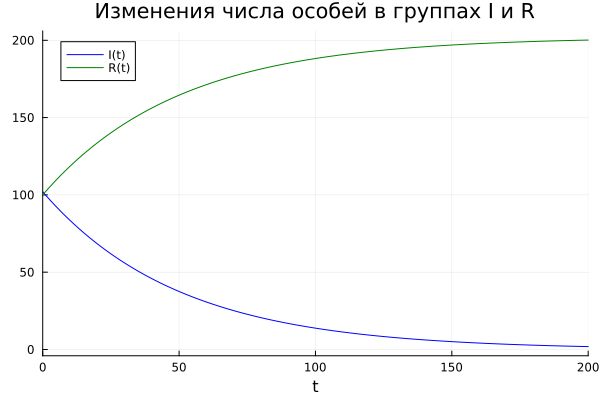 Изменения числа особей в группах I и R
I(t)
R(t)
200
150
100
50
0
0 50 100 150 200
t